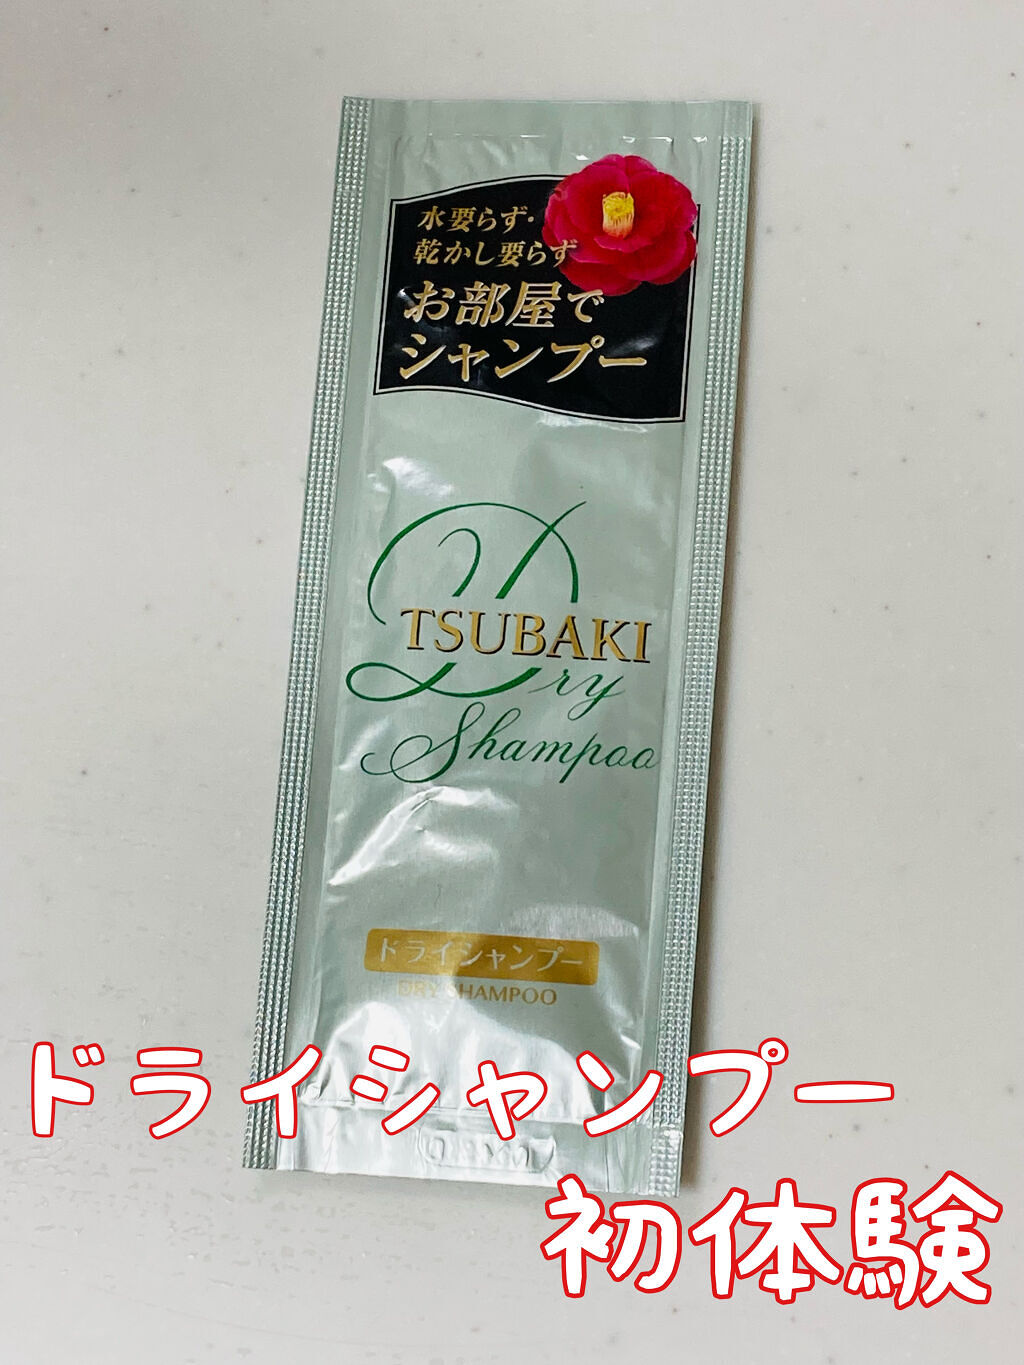 水要らず・
乾かし要らず
お部屋で
シャンプー
TSUBAKI
Dry
Shampoo
ドライシャンプー
DRY SHAMPOO
ドライシャンプー
初体験